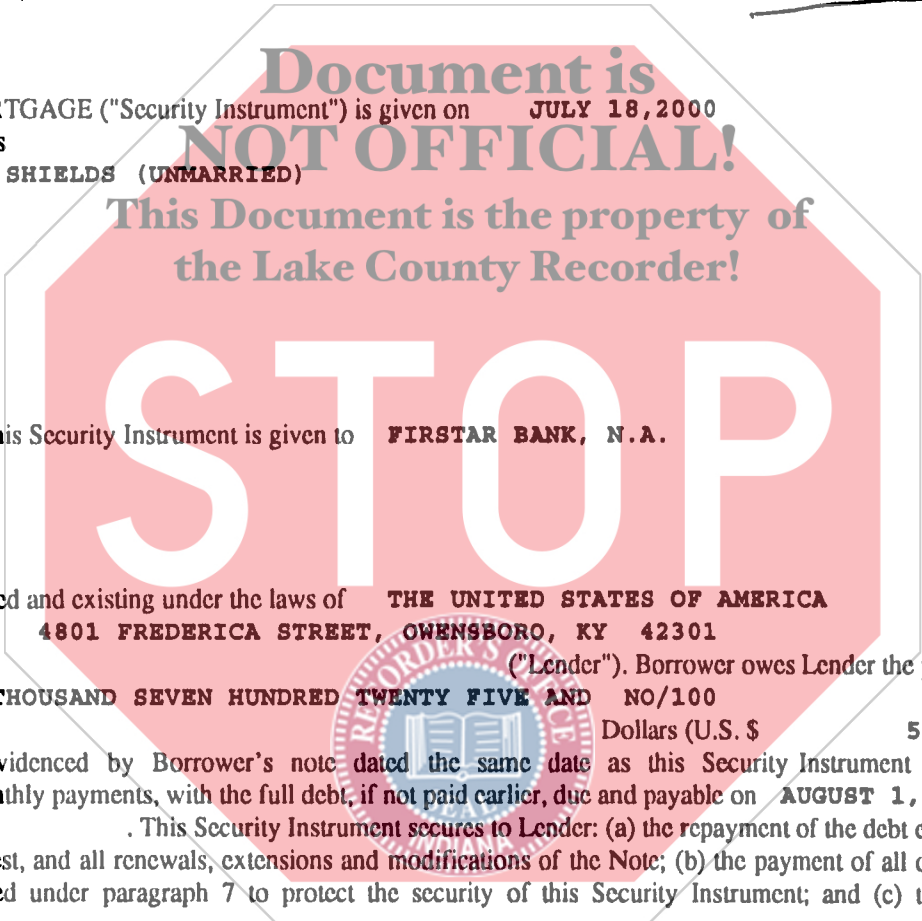 Document is
RTGAGE ("Security Instrument") is given on JULY 18,2000
NOT OFFICIAL!
s
SHIELDS (UNMARRIED)
This Document is the property of
the Lake County Recorder!
STOP
is Security Instrument is given to FIRSTAR BANK, N.A.
ed and existing under the laws of THE UNITED STATES OF AMERICA
4801 FREDERICA STREET, OWENSBORO, KY 42301
("Lender"). Borrower owes Lender the
THOUSAND SEVEN HUNDRED TWENTY FIVE AND NO/100
Dollars (U.S. $ 5
videnced by Borrower's note dated the same date as this Security Instrument
thly payments, with the full debt, if not paid earlier, due and payable on AUGUST 1,
. This Security Instrument secures to Lender: (a) the repayment of the debt
est, and all renewals, extensions and modifications of the Note; (b) the payment of all
ed under paragraph 7 to protect the security of this Security Instrument; and (c)
RECORDER'S OFFICE
SEAL
INDIANA